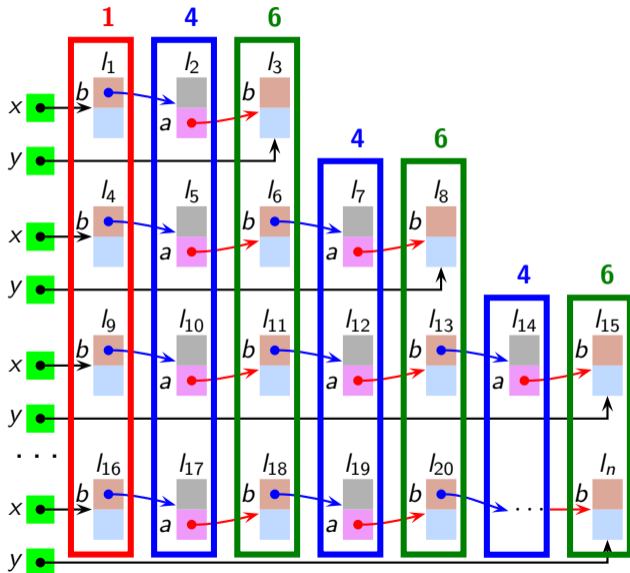 1 4 6
l1 l2 l3
x b b
a
y
4 6
l4 l5 l6 l7 l8
x b b b
a a
y
4 6
l9 l10 l11 l12 l13 l14 l15
x b b b b
a a a
y
· · ·
l16 l17 l18 l19 l20 ln
x b b b · · · b
a a
y